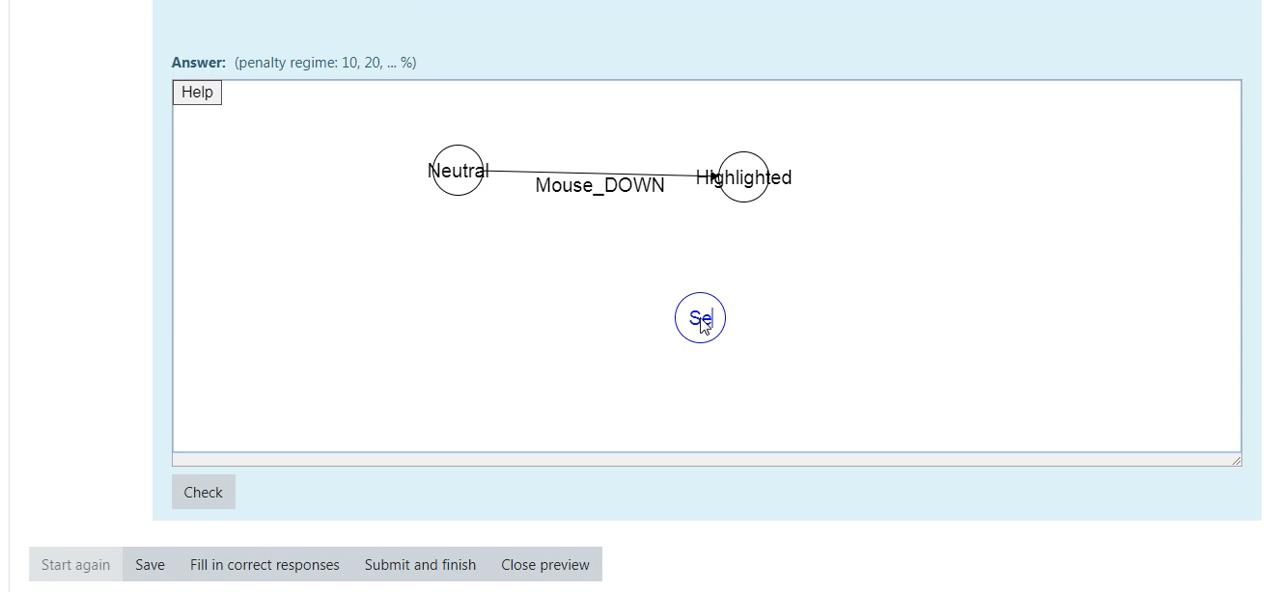 Answer: (penalty regime: 10, 20, ... %)
Help
Neutral
Mouse_DOWN
Highlighted
Se
Check
Start again Save Fill in correct responses Submit and finish Close preview